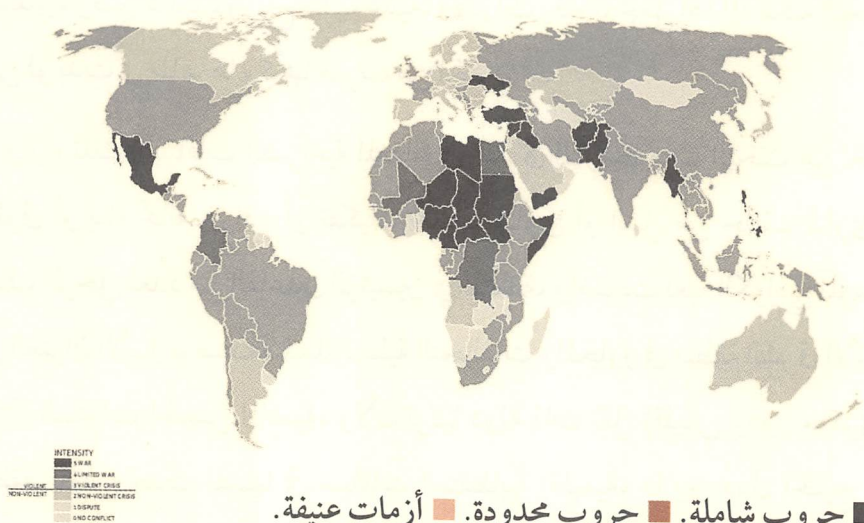 INTENSITY
5 WAR
4 LIMITED WAR
VIOLENT 3 VIOLENT CRISIS
NON-VIOLENT 2 NON-VIOLENT CRISIS
1 DISPUTE
0 NO CONFLICT
حروب شاملة. حروب محدودة. أزمات عنيفة.